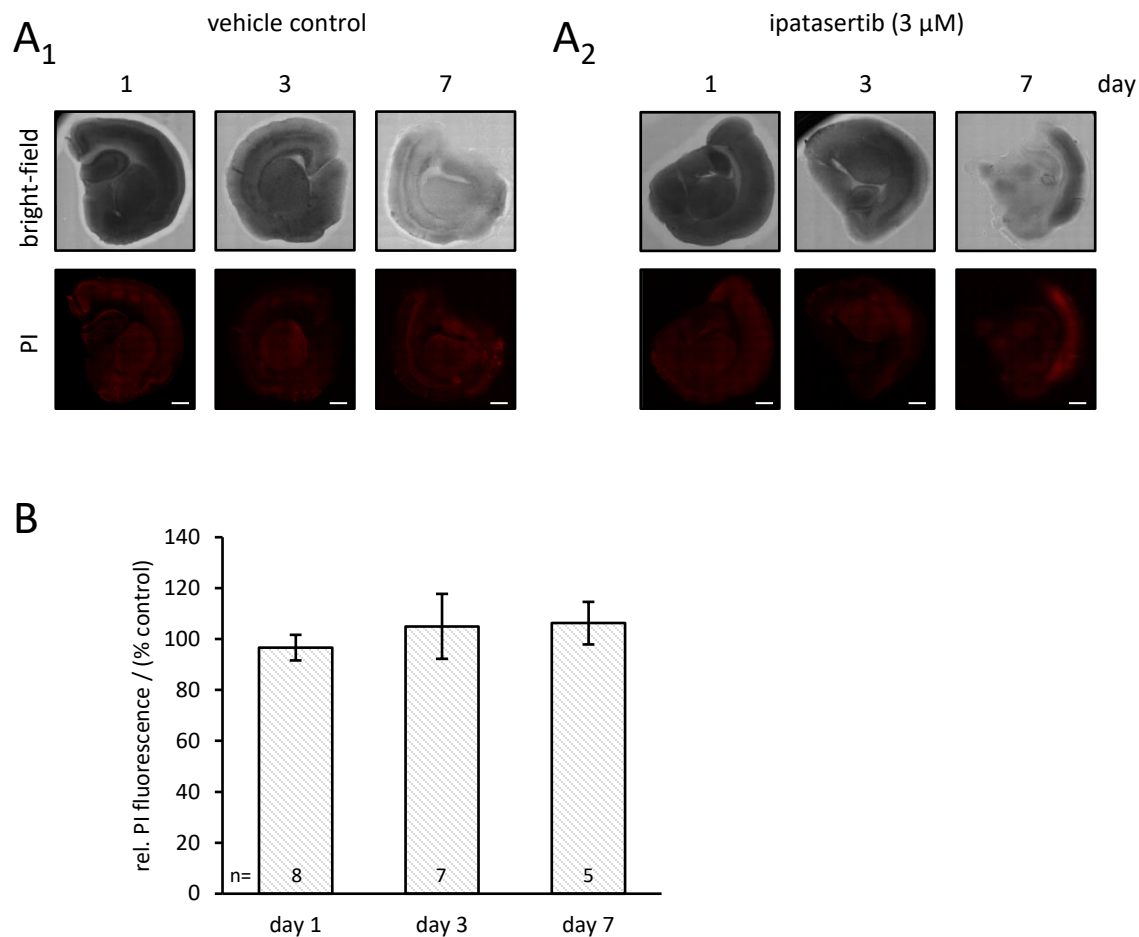 A1
vehicle control
1 3 7
bright-field
PI
A2
ipatasertib (3 µM)
1 3 7 day
B
rel. PI fluorescence / (% control)
140
120
100
80
60
40
20
0
n= 8 7 5
day 1 day 3 day 7